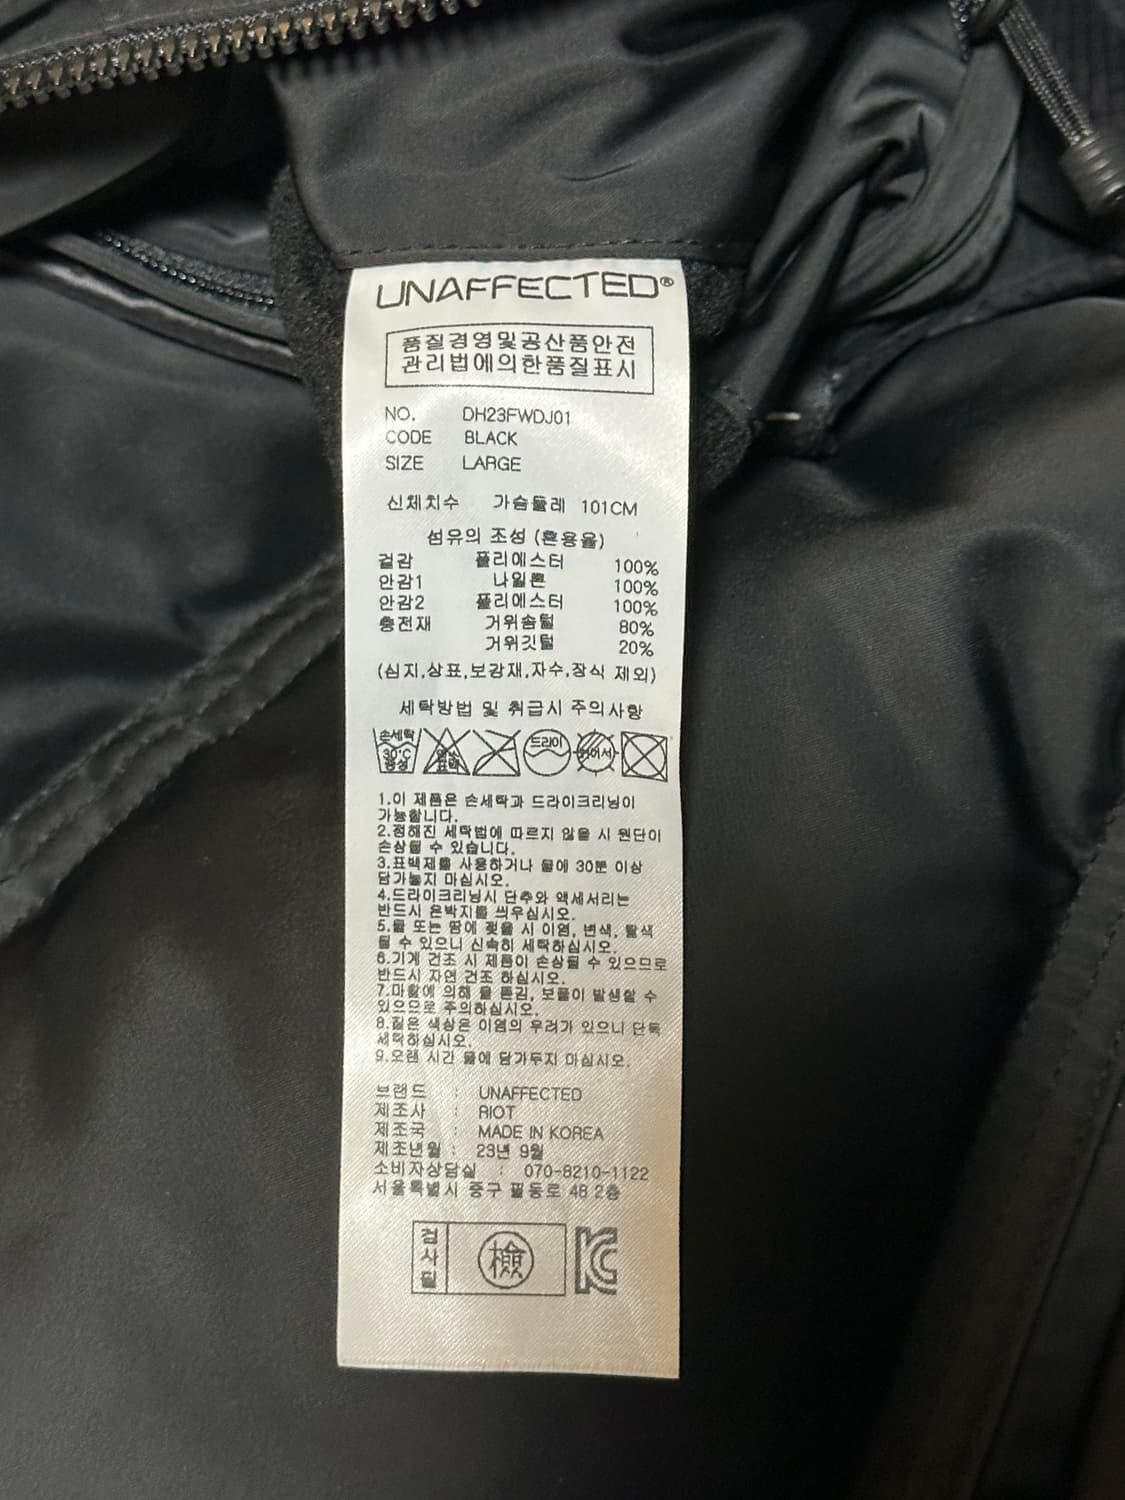 UNAFFECTED®
품질경영및공산품안전
관리법에의한품질표시
NO. DH23FWDJ01
CODE BLACK
SIZE LARGE
신체치수 가슴둘레 101CM
섬유의 조성 (혼용율)
겉감 폴리에스터 100%
안감1 나일론 100%
안감2 폴리에스터 100%
충전재 거위솜털 80%
거위깃털 20%
(심지,상표,보강재,자수,장식 제외)
세탁방법 및 취급시 주의사항
손세탁 30℃ 중성 염소 표백 드라이
1.이 제품은 손세탁과 드라이크리닝이
가능합니다.
2.정해진 세탁법에 따르지 않을 시 원단이
손상될 수 있습니다.
3.표백제를 사용하거나 물에 30분 이상
담가놓지 마십시오.
4.드라이크리닝시 단추와 액세서리는
반드시 은박지를 씌우십시오.
5.물 또는 땀에 젖을 시 이염, 변색, 탈색
될 수 있으니 신속히 세탁하십시오.
6.기계 건조 시 제품이 손상될 수 있으므로
반드시 자연 건조 하십시오.
7.마찰에 의해 올 뜯김, 보풀이 발생할 수
있으므로 주의하십시오.
8.짙은 색상은 이염의 우려가 있으니 단독
세탁하십시오.
9.오랜 시간 물에 담가두지 마십시오.
브랜드 : UNAFFECTED
제조사 : RIOT
제조국 : MADE IN KOREA
제조년월 : 23년 9월
소비자상담실 : 070-8210-1122
서울특별시 중구 필동로 48 2층
검사필 檢 KC